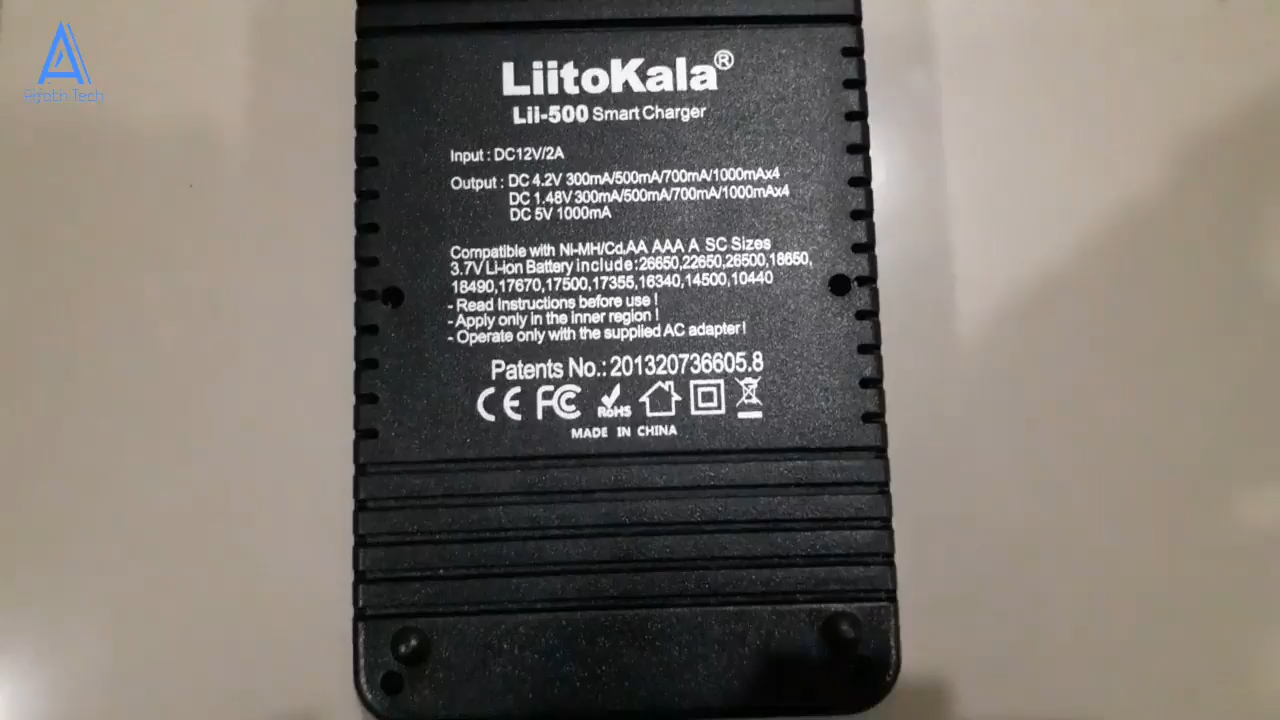 LiitoKala®
Lii-500 Smart Charger
Input : DC12V/2A
Output : DC 4.2V 300mA/500mA/700mA/1000mAx4
DC 1.48V 300mA/500mA/700mA/1000mAx4
DC 5V 1000mA
Compatible with Ni-MH/Cd,AA AAA A SC Sizes
3.7V Li-ion Battery include:26650,22650,26500,18650,
18490,17670,17500,17355,16340,14500,10440
- Read Instructions before use !
- Apply only in the inner region !
- Operate only with the supplied AC adapter!
Patents No.: 201320736605.8
CE FC RoHS
MADE IN CHINA